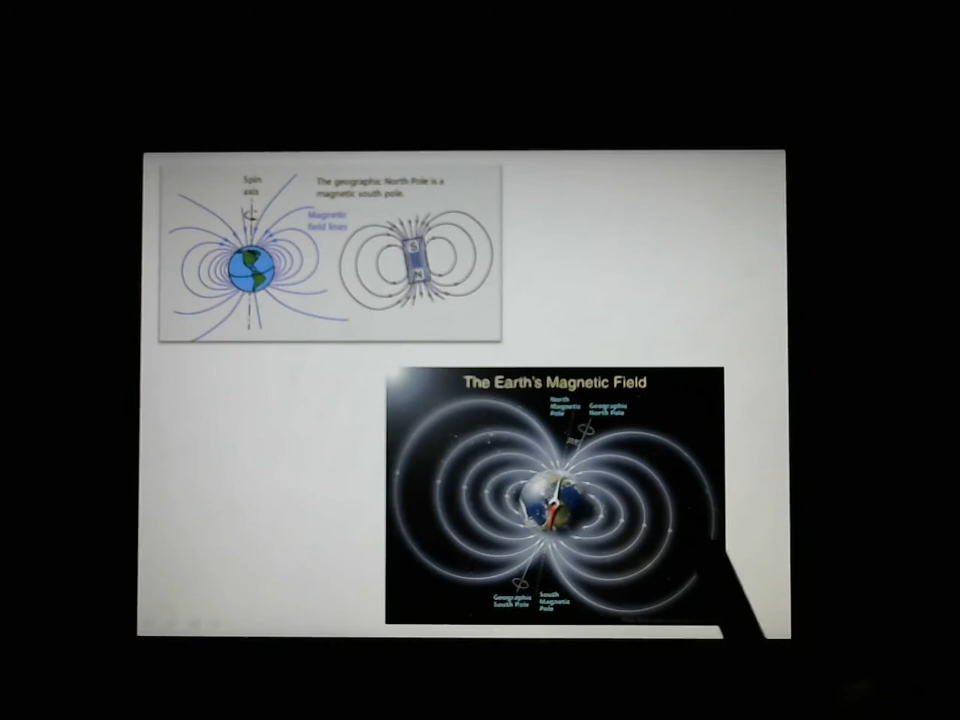 Spin
axis
The geographic North Pole is a
magnetic south pole.
Magnetic
field lines
S
N
The Earth's Magnetic Field
North
Magnetic
Pole
Geographic
North Pole
Geographic
South Pole
South
Magnetic
Pole